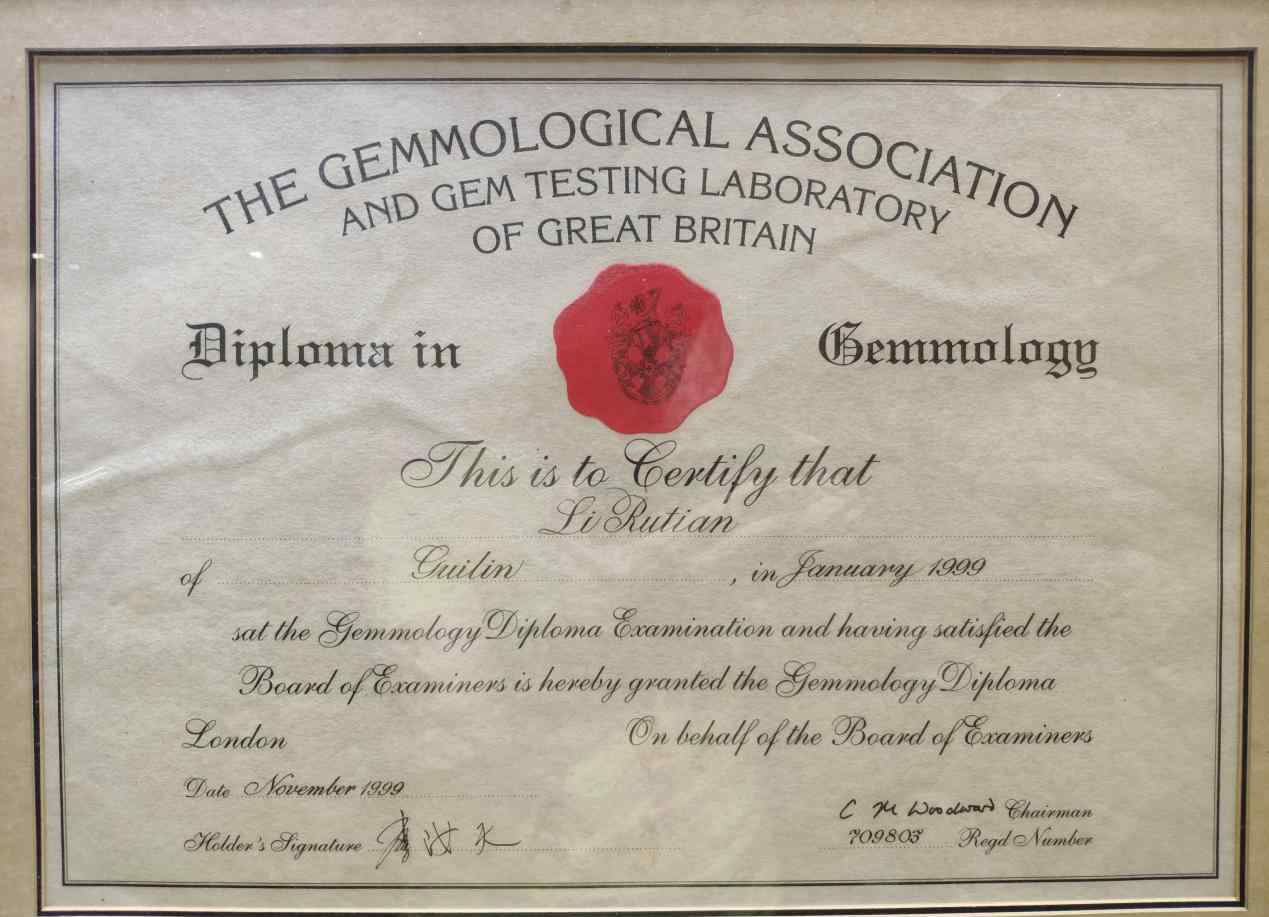 THE GEMMOLOGICAL ASSOCIATION
AND GEM TESTING LABORATORY
OF GREAT BRITAIN
Diploma in Gemmology
This is to Certify that
Li Rutian
of Guilin, in January 1999
sat the Gemmology Diploma Examination and having satisfied the
Board of Examiners is hereby granted the Gemmology Diploma
London On behalf of the Board of Examiners
Date November 1999
C M Woodward Chairman
Holder's Signature
709803 Regd Number